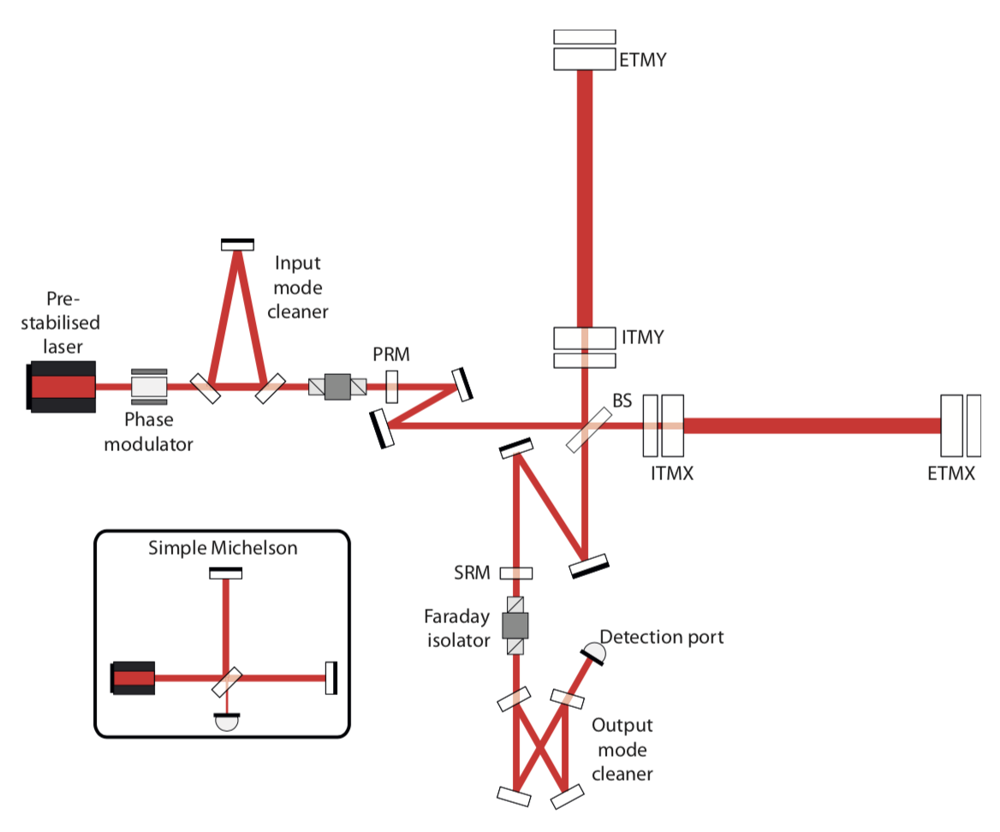 ETMY
Input
mode
cleaner
Pre-
stabilised
laser
ITMY
PRM
BS
Phase
modulator
ITMX
ETMX
Simple Michelson
SRM
Faraday
isolator
Detection port
Output
mode
cleaner